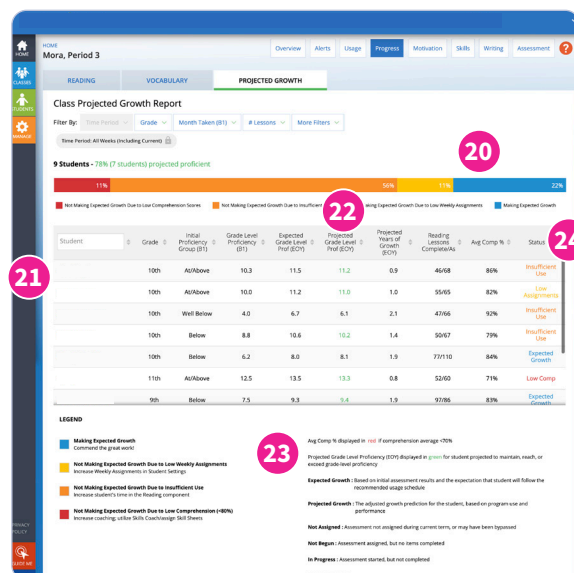 HOME
Mora, Period 3
Overview Alerts Usage Progress Motivation Skills Writing Assessment ?
HOME
CLASSES
STUDENTS
MANAGE
READING VOCABULARY PROJECTED GROWTH
Class Projected Growth Report
Filter By: Time Period Grade Month Taken (B1) # Lessons More Filters
Time Period: All Weeks (Including Current)
20
9 Students - 78% (7 students) projected proficient
11% 56% 11% 22%
Not Making Expected Growth Due to Low Comprehension Scores Not Making Expected Growth Due to Insufficient aking Expected Growth Due to Low Weekly Assignments Making Expected Growth
22
24
21
Student Grade Initial Proficiency Group (B1) Grade Level Proficiency (B1) Expected Grade Level Prof (EOY) Projected Grade Level Prof (EOY) Projected Years of Growth (EOY) Reading Lessons Complete/As Avg Comp % Status
10th At/Above 10.3 11.5 11.2 0.9 46/68 86% Insufficient Use
10th At/Above 10.0 11.2 11.0 1.0 55/65 82% Low Assignments
10th Well Below 4.0 6.7 6.1 2.1 47/66 92% Insufficient Use
10th Below 8.8 10.6 10.2 1.4 50/67 79% Insufficient Use
10th Below 6.2 8.0 8.1 1.9 77/110 84% Expected Growth
11th At/Above 12.5 13.5 13.3 0.8 52/60 71% Low Comp
9th Below 7.5 9.3 9.4 1.9 97/86 83% Expected Growth
LEGEND
Making Expected Growth
Commend the great work!
Not Making Expected Growth Due to Low Weekly Assignments
Increase Weekly Assignments in Student Settings
Not Making Expected Growth Due to Insufficient Use
Increase student's time in the Reading component
Not Making Expected Growth Due to Low Comprehension (<80%)
Increase coaching; utilize Skills Coach/assign Skill Sheets
23
Avg Comp % displayed in red if comprehension average <70%
Projected Grade Level Proficiency (EOY) displayed in green for student projected to maintain, reach, or
exceed grade-level proficiency
Expected Growth : Based on initial assessment results and the expectation that student will follow the
recommended usage schedule
Projected Growth : The adjusted growth prediction for the student, based on program use and
performance
Not Assigned : Assessment not assigned during current term, or may have been bypassed
Not Begun : Assessment assigned, but no items completed
In Progress : Assessment started, but not completed
PRIVACY
POLICY
GUIDE ME